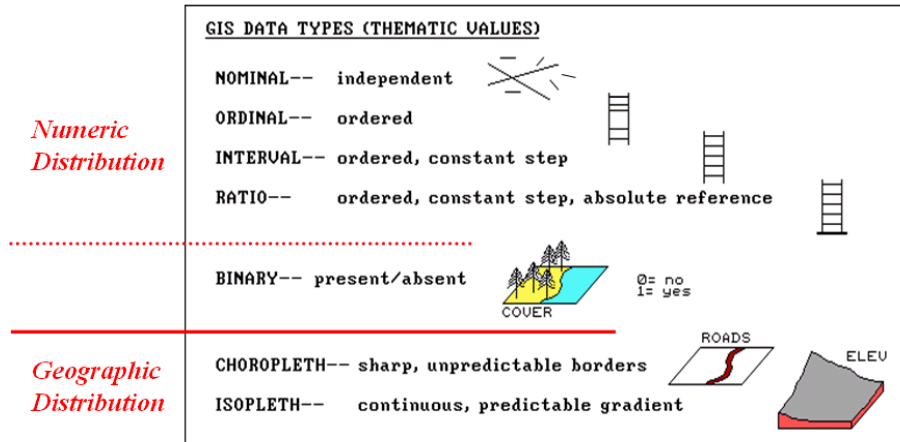 GIS DATA TYPES (THEMATIC VALUES)
NOMINAL-- independent
ORDINAL-- ordered
Numeric
Distribution
INTERVAL-- ordered, constant step
RATIO-- ordered, constant step, absolute reference
BINARY-- present/absent
0= no
1= yes
COVER
ROADS
ELEV
Geographic
Distribution
CHOROPLETH-- sharp, unpredictable borders
ISOPLETH-- continuous, predictable gradient